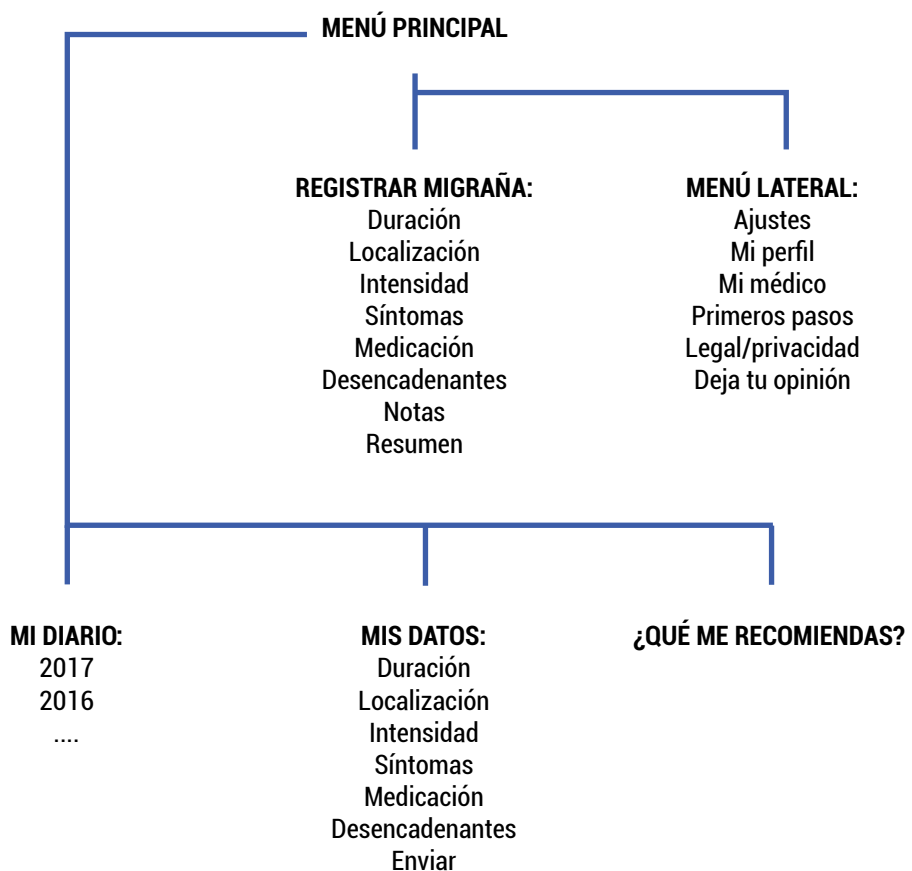 MENÚ PRINCIPAL
REGISTRAR MIGRAÑA:
Duración
Localización
Intensidad
Síntomas
Medicación
Desencadenantes
Notas
Resumen
MENÚ LATERAL:
Ajustes
Mi perfil
Mi médico
Primeros pasos
Legal/privacidad
Deja tu opinión
MI DIARIO:
2017
2016
....
MIS DATOS:
Duración
Localización
Intensidad
Síntomas
Medicación
Desencadenantes
Enviar
¿QUÉ ME RECOMIENDAS?